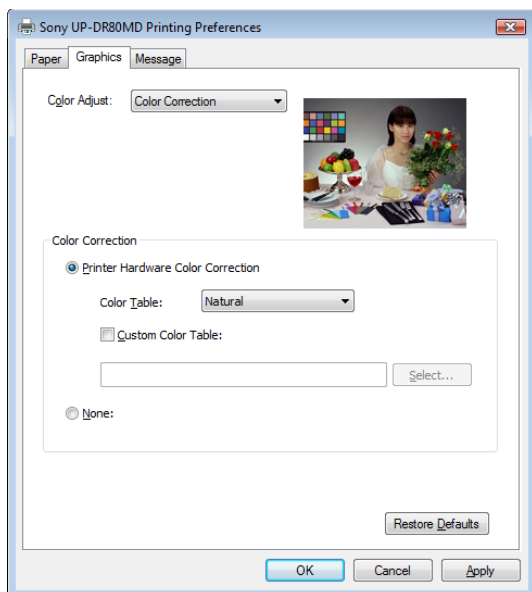 Sony UP-DR80MD Printing Preferences
Paper Graphics Message
Color Adjust: Color Correction
Color Correction
Printer Hardware Color Correction
Color Table: Natural
Custom Color Table:
Select...
None:
Restore Defaults
OK Cancel Apply